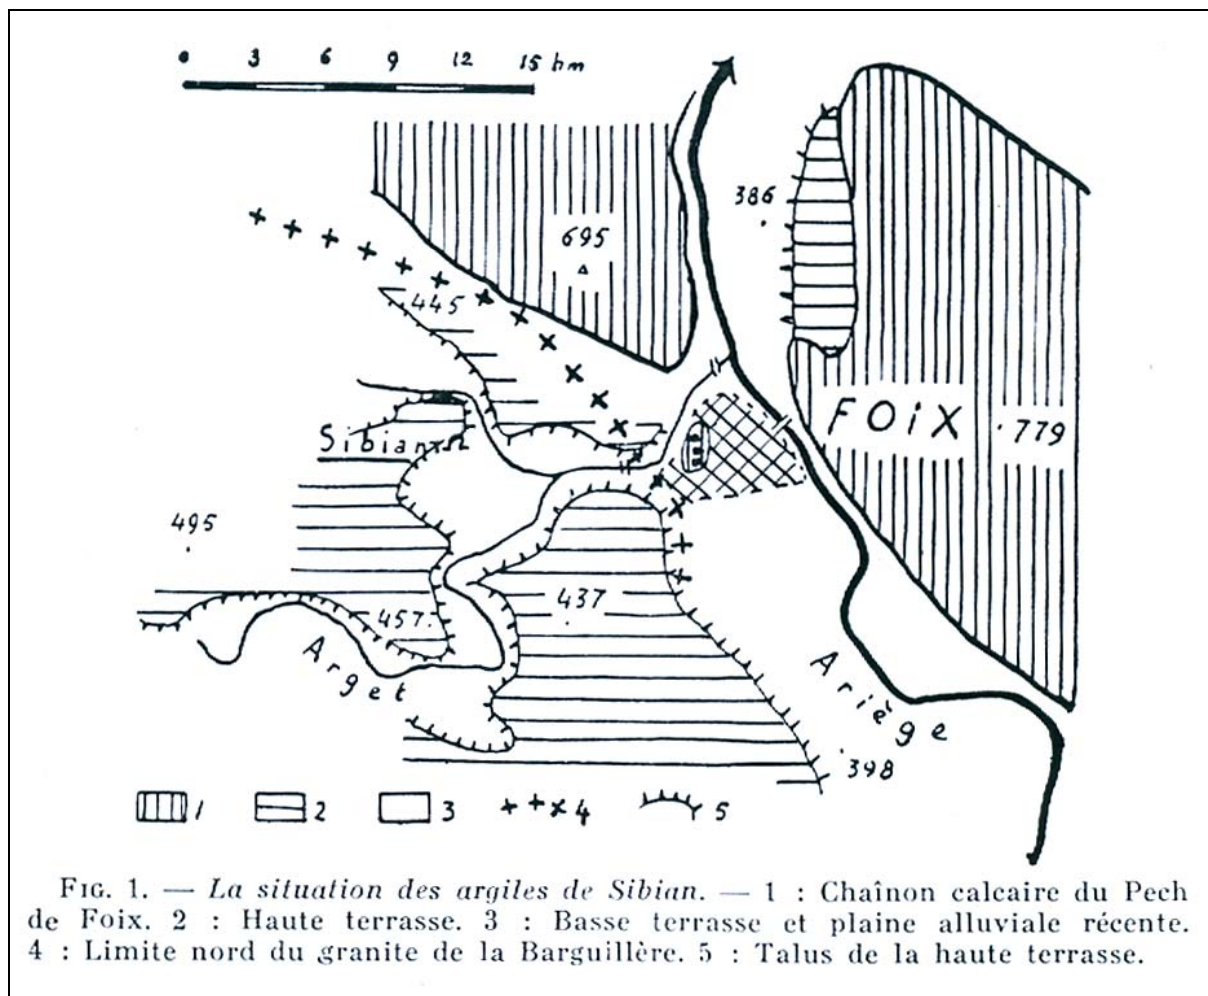 0 3 6 9 12 15 hm
386
695
445
FOiX
779
Sibian
495
437
457
Arget
Ariège
398
1 2 3 4 5
FIG. 1. — La situation des argiles de Sibian. — 1 : Chaînon calcaire du Pech
de Foix. 2 : Haute terrasse. 3 : Basse terrasse et plaine alluviale récente.
4 : Limite nord du granite de la Barguillère. 5 : Talus de la haute terrasse.